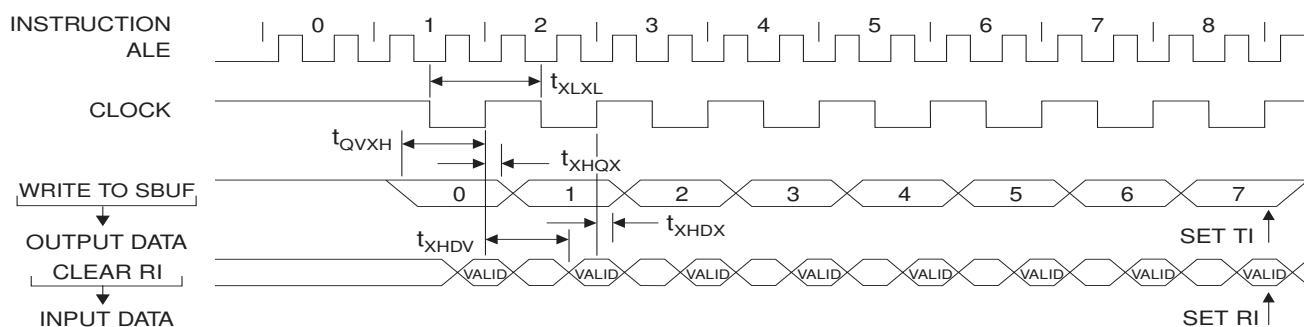 INSTRUCTION 0 1 2 3 4 5 6 7 8
ALE
tXLXL
CLOCK
tQVXH
tXHQX
WRITE TO SBUF 0 1 2 3 4 5 6 7
tXHDX
OUTPUT DATA SET TI
tXHDV
CLEAR RI VALID VALID VALID VALID VALID VALID VALID VALID
INPUT DATA SET RI